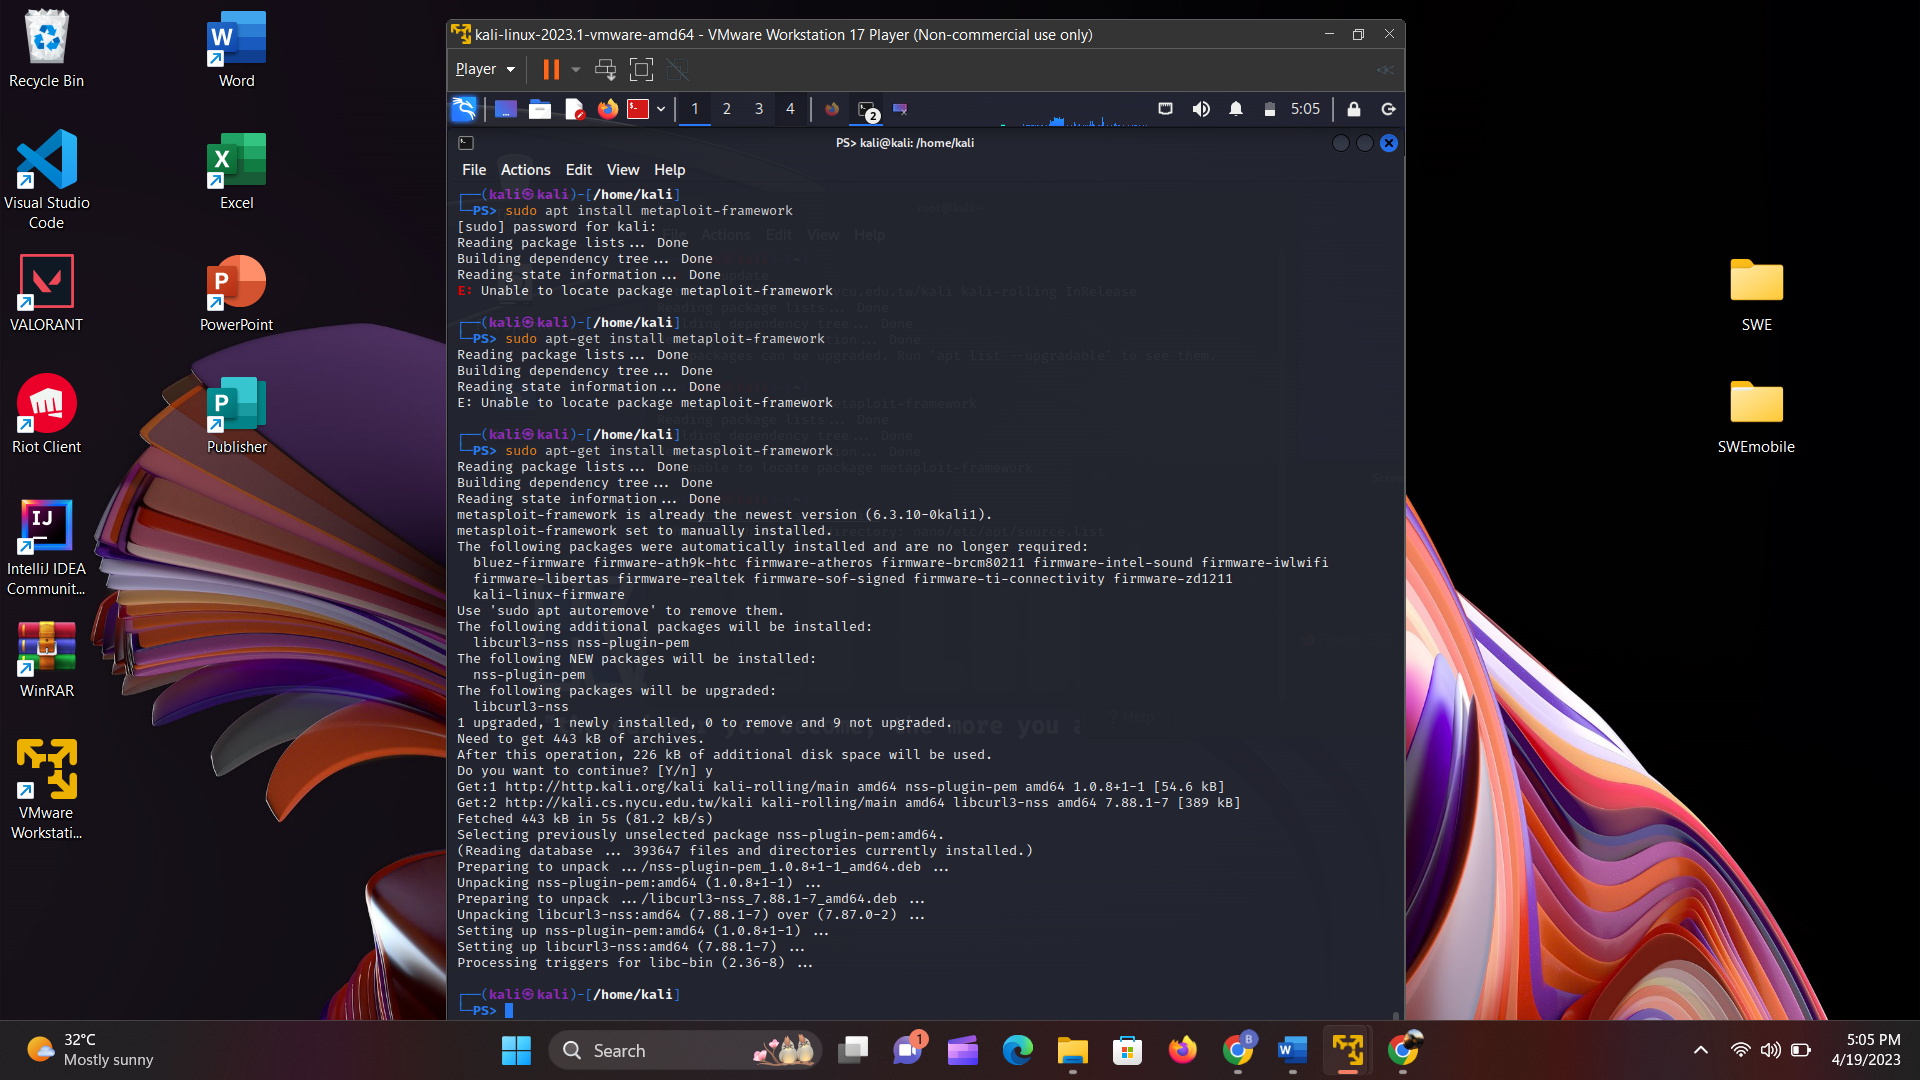 Recycle Bin
Word
Visual Studio
Code
Excel
VALORANT
PowerPoint
Riot Client
Publisher
IntelliJ IDEA
Communit...
WinRAR
VMware
Workstati...
SWE
SWEmobile
kali-linux-2023.1-vmware-amd64 - VMware Workstation 17 Player (Non-commercial use only)
Player
1 2 3 4 2 5:05
PS> kali@kali: /home/kali
File Actions Edit View Help
┌──(kali㉿kali)-[/home/kali]
└─PS> sudo apt install metaploit-framework
[sudo] password for kali:
Reading package lists... Done
Building dependency tree... Done
Reading state information... Done
E: Unable to locate package metaploit-framework
┌──(kali㉿kali)-[/home/kali]
└─PS> sudo apt-get install metaploit-framework
Reading package lists... Done
Building dependency tree... Done
Reading state information... Done
E: Unable to locate package metaploit-framework
┌──(kali㉿kali)-[/home/kali]
└─PS> sudo apt-get install metasploit-framework
Reading package lists... Done
Building dependency tree... Done
Reading state information... Done
metasploit-framework is already the newest version (6.3.10-0kali1).
metasploit-framework set to manually installed.
The following packages were automatically installed and are no longer required:
bluez-firmware firmware-ath9k-htc firmware-atheros firmware-brcm80211 firmware-intel-sound firmware-iwlwifi
firmware-libertas firmware-realtek firmware-sof-signed firmware-ti-connectivity firmware-zd1211
kali-linux-firmware
Use 'sudo apt autoremove' to remove them.
The following additional packages will be installed:
libcurl3-nss nss-plugin-pem
The following NEW packages will be installed:
nss-plugin-pem
The following packages will be upgraded:
libcurl3-nss
1 upgraded, 1 newly installed, 0 to remove and 9 not upgraded.
Need to get 443 kB of archives.
After this operation, 226 kB of additional disk space will be used.
Do you want to continue? [Y/n] y
Get:1 http://http.kali.org/kali kali-rolling/main amd64 nss-plugin-pem amd64 1.0.8+1-1 [54.6 kB]
Get:2 http://kali.cs.nycu.edu.tw/kali kali-rolling/main amd64 libcurl3-nss amd64 7.88.1-7 [389 kB]
Fetched 443 kB in 5s (81.2 kB/s)
Selecting previously unselected package nss-plugin-pem:amd64.
(Reading database ... 393647 files and directories currently installed.)
Preparing to unpack .../nss-plugin-pem_1.0.8+1-1_amd64.deb ...
Unpacking nss-plugin-pem:amd64 (1.0.8+1-1) ...
Preparing to unpack .../libcurl3-nss_7.88.1-7_amd64.deb ...
Unpacking libcurl3-nss:amd64 (7.88.1-7) over (7.87.0-2) ...
Setting up nss-plugin-pem:amd64 (1.0.8+1-1) ...
Setting up libcurl3-nss:amd64 (7.88.1-7) ...
Processing triggers for libc-bin (2.36-8) ...
┌──(kali㉿kali)-[/home/kali]
└─PS>
32°C
Mostly sunny
Search
1
B
5:05 PM
4/19/2023